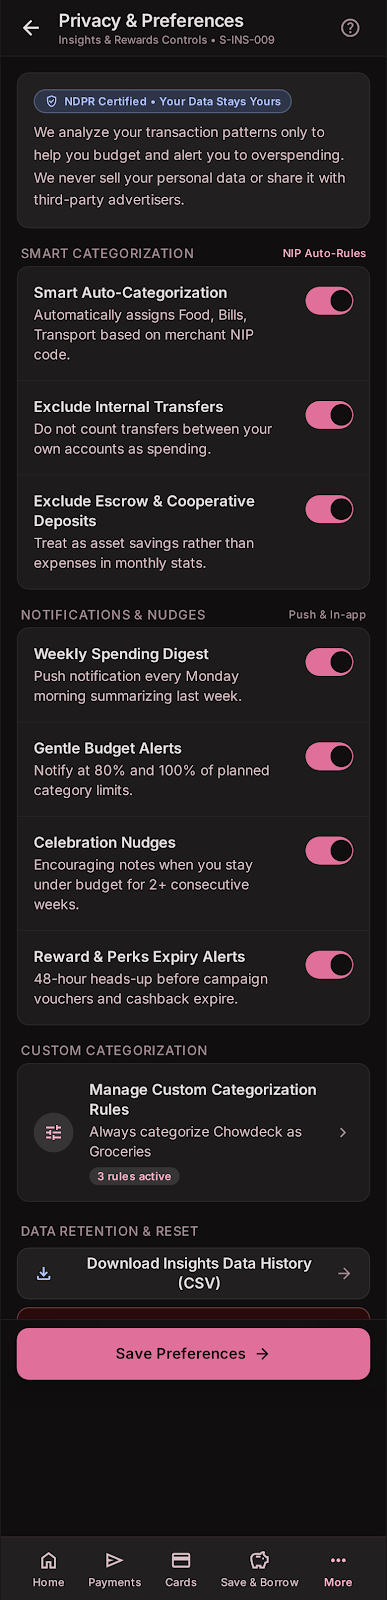 Privacy & Preferences
Insights & Rewards Controls • S-INS-009
NDPR Certified • Your Data Stays Yours
We analyze your transaction patterns only to
help you budget and alert you to overspending.
We never sell your personal data or share it with
third-party advertisers.
SMART CATEGORIZATION
NIP Auto-Rules
Smart Auto-Categorization
Automatically assigns Food, Bills,
Transport based on merchant NIP
code.
Exclude Internal Transfers
Do not count transfers between your
own accounts as spending.
Exclude Escrow & Cooperative
Deposits
Treat as asset savings rather than
expenses in monthly stats.
NOTIFICATIONS & NUDGES
Push & In-app
Weekly Spending Digest
Push notification every Monday
morning summarizing last week.
Gentle Budget Alerts
Notify at 80% and 100% of planned
category limits.
Celebration Nudges
Encouraging notes when you stay
under budget for 2+ consecutive
weeks.
Reward & Perks Expiry Alerts
48-hour heads-up before campaign
vouchers and cashback expire.
CUSTOM CATEGORIZATION
Manage Custom Categorization
Rules
Always categorize Chowdeck as
Groceries
3 rules active
DATA RETENTION & RESET
Download Insights Data History
(CSV)
Save Preferences
Home
Payments
Cards
Save & Borrow
More